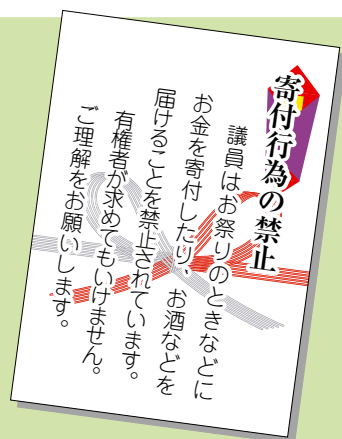 寄付行為の禁止
議員はお祭りのときなどに
お金を寄付したり、お酒などを
届けることを禁止されています。
有権者が求めてもいけません。
ご理解をお願いします。